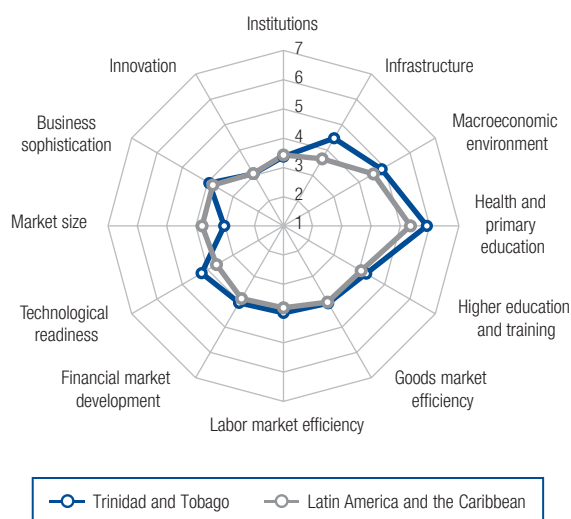 Institutions
7
Innovation
6
Infrastructure
5
Business
sophistication
4
Macroeconomic
environment
3
2
Market size
1
Health and
primary
education
Technological
readiness
Higher education
and training
Financial market
development
Goods market
efficiency
Labor market efficiency
Trinidad and Tobago
Latin America and the Caribbean